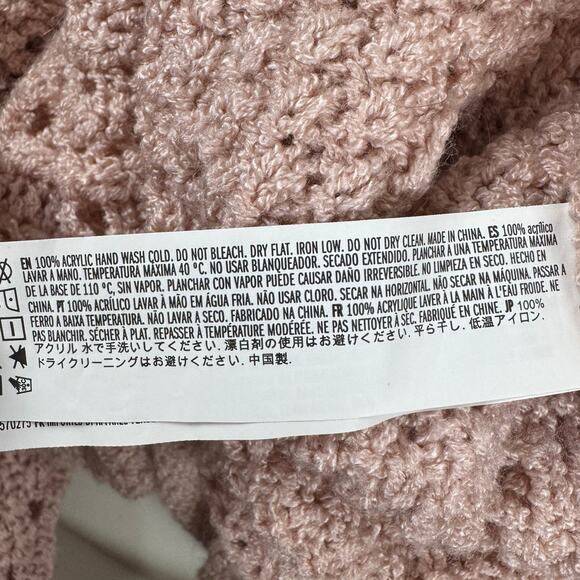 EN 100% ACRYLIC HAND WASH COLD. DO NOT BLEACH. DRY FLAT. IRON LOW. DO NOT DRY CLEAN. MADE IN CHINA. ES 100% acrílico
LAVAR A MANO. TEMPERATURA MÁXIMA 40 ºC. NO USAR BLANQUEADOR. SECADO EXTENDIDO. PLANCHAR A UNA TEMPERATURA MÁXIMA
DE LA BASE DE 110 ºC, SIN VAPOR. PLANCHAR CON VAPOR PUEDE CAUSAR DAÑO IRREVERSIBLE. NO LIMPIEZA EN SECO. HECHO EN
CHINA. PT 100% ACRÍLICO LAVAR À MÃO EM ÁGUA FRIA. NÃO USAR CLORO. SECAR NA HORIZONTAL. NÃO SECAR NA MÁQUINA. PASSAR A
FERRO A BAIXA TEMPERATURA. NÃO LAVAR A SECO. FABRICADO NA CHINA. FR 100% ACRYLIQUE LAVER À LA MAIN À L'EAU FROIDE. NE
PAS BLANCHIR. SÉCHER À PLAT. REPASSER À TEMPÉRATURE MODÉRÉE. NE PAS NETTOYER À SEC. FABRIQUÉ EN CHINE. JP 100%
アクリル 水で手洗いしてください. 漂白剤の使用はお避けください. 平ら干し. 低温アイロン.
ドライクリーニングはお避けください. 中国製.
570275